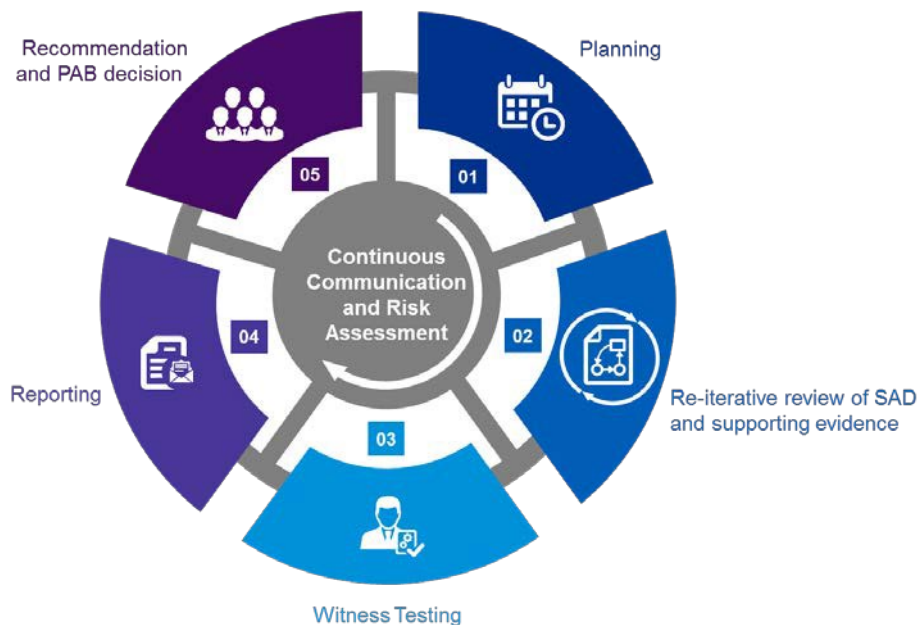 Planning
01
Re-iterative review of SAD
and supporting evidence
02
Witness Testing
03
Reporting
04
Recommendation
and PAB decision
05
Continuous
Communication
and Risk
Assessment